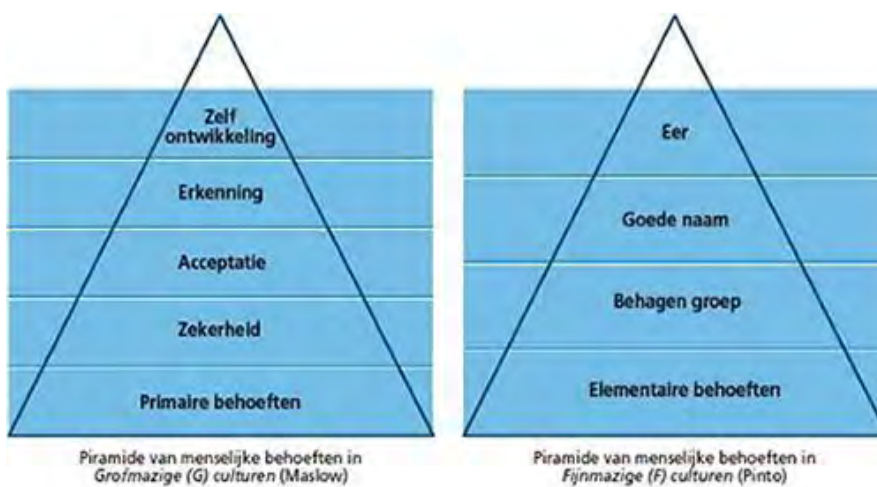 Zelf
ontwikkeling
Erkenning
Acceptatie
Zekerheid
Primaire behoeften
Piramide van menselijke behoeften in
Grofmazige (G) culturen (Maslow)
Eer
Goede naam
Behagen groep
Elementaire behoeften
Piramide van menselijke behoeften in
Fijnmazige (F) culturen (Pinto)